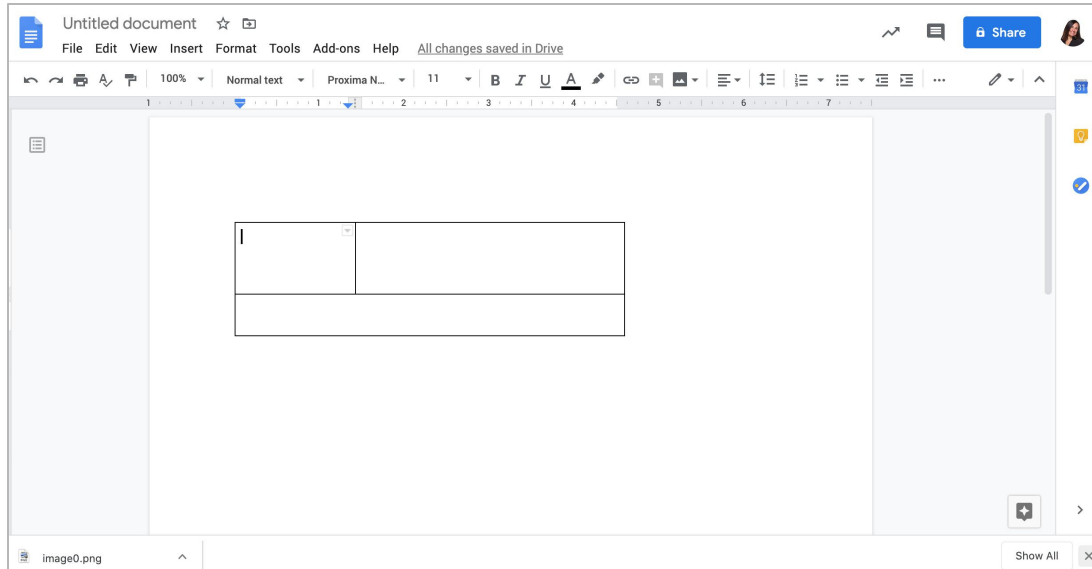 Untitled document
File Edit View Insert Format Tools Add-ons Help All changes saved in Drive
Share
100% Normal text Proxima N... 11 B I U A ...
1 1 2 3 4 5 6 7
31
image0.png
Show All